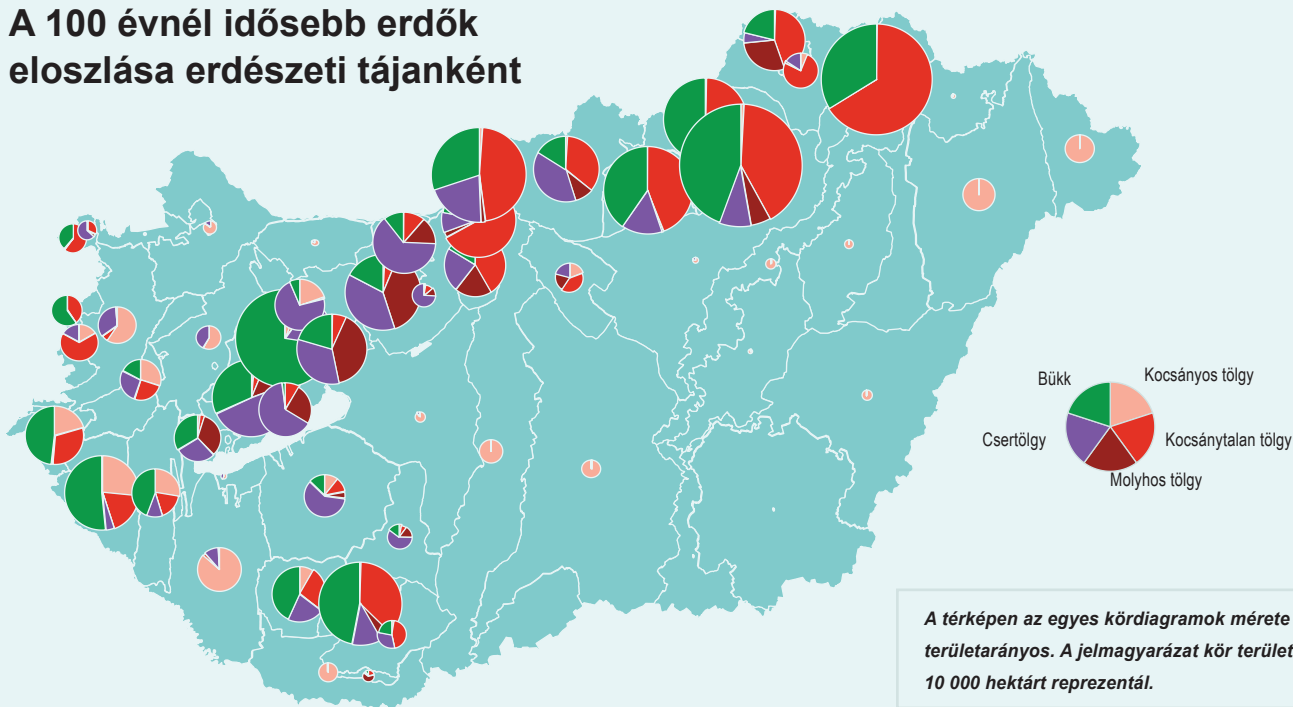 A 100 évnél idősebb erdők
eloszlása erdészeti tájanként
Bükk
Kocsányos tölgy
Csertölgy
Kocsánytalan tölgy
Molyhos tölgy
A térképen az egyes kördiagramok mérete
területarányos. A jelmagyarázat kör terület
10 000 hektárt reprezentál.